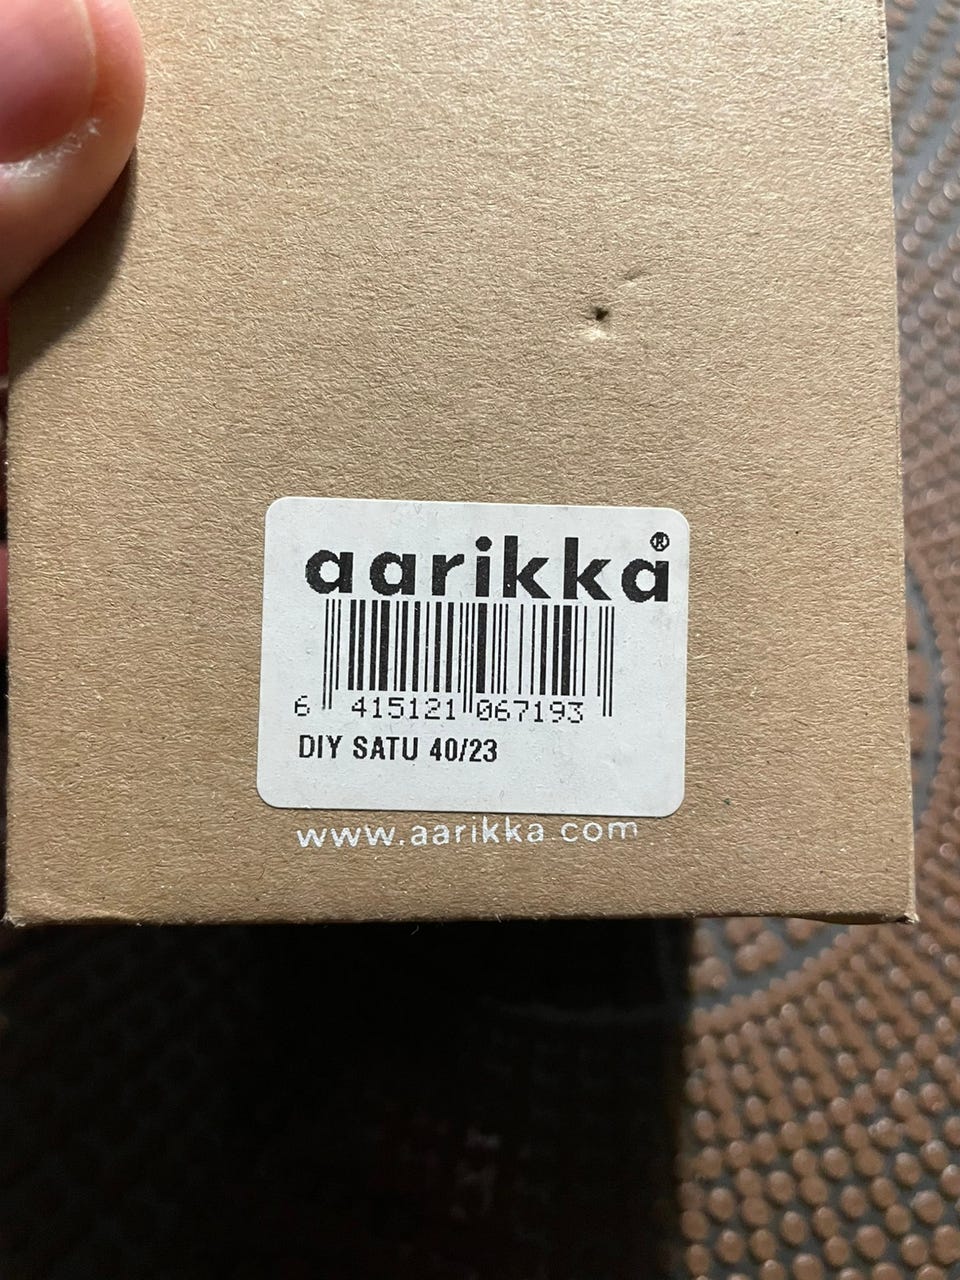 aarikka®
6 415121 067193
DIY SATU 40/23
www.aarikka.com